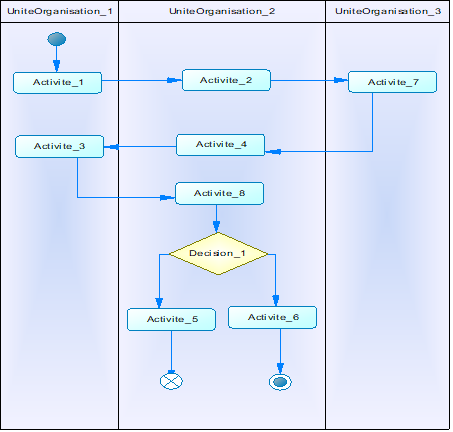 UniteOrganisation_1 UniteOrganisation_2 UniteOrganisation_3
Activite_1 Activite_2 Activite_7
Activite_3 Activite_4
Activite_8
Decision_1
Activite_5 Activite_6